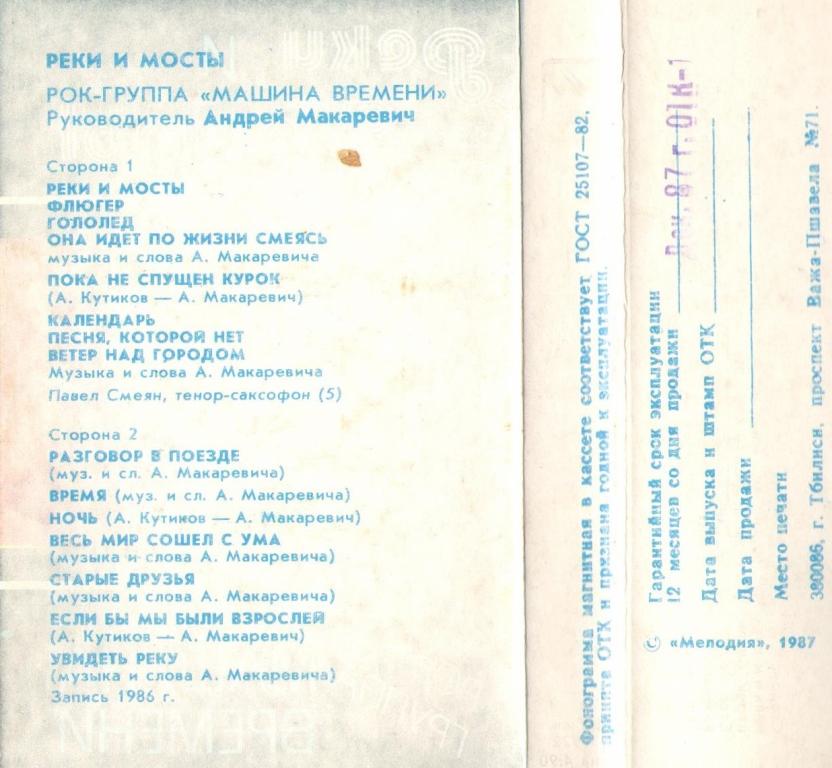 РЕКИ И МОСТЫ
РОК-ГРУППА «МАШИНА ВРЕМЕНИ»
Руководитель Андрей Макаревич
Сторона 1
РЕКИ И МОСТЫ
ФЛЮГЕР
ГОЛОЛЕД
ОНА ИДЕТ ПО ЖИЗНИ СМЕЯСЬ
музыка и слова А. Макаревича
ПОКА НЕ СПУЩЕН КУРОК
(А. Кутиков — А. Макаревич)
КАЛЕНДАРЬ
ПЕСНЯ, КОТОРОЙ НЕТ
ВЕТЕР НАД ГОРОДОМ
Музыка и слова А. Макаревича
Павел Смеян, тенор-саксофон (5)
Сторона 2
РАЗГОВОР В ПОЕЗДЕ
(муз. и сл. А. Макаревича)
ВРЕМЯ (муз. и сл. А. Макаревича)
НОЧЬ (А. Кутиков — А. Макаревич)
ВЕСЬ МИР СОШЕЛ С УМА
(музыка и слова А. Макаревича)
СТАРЫЕ ДРУЗЬЯ
(музыка и слова А. Макаревича)
ЕСЛИ БЫ МЫ БЫЛИ ВЗРОСЛЕЙ
(А. Кутиков — А. Макаревич)
УВИДЕТЬ РЕКУ
(музыка и слова А. Макаревича)
Запись 1986 г.
Фонограмма магнитная в кассете соответствует ГОСТ 25107—82,
принята ОТК и признана годной к эксплуатации.
Гарантийный срок эксплуатации
12 месяцев со дня продажи
Дата выпуска и штамп ОТК
Дек. 87 г. ОТК-1
Дата продажи
Место печати
380086, г. Тбилиси, проспект Важа-Пшавела №71.
© «Мелодия», 1987